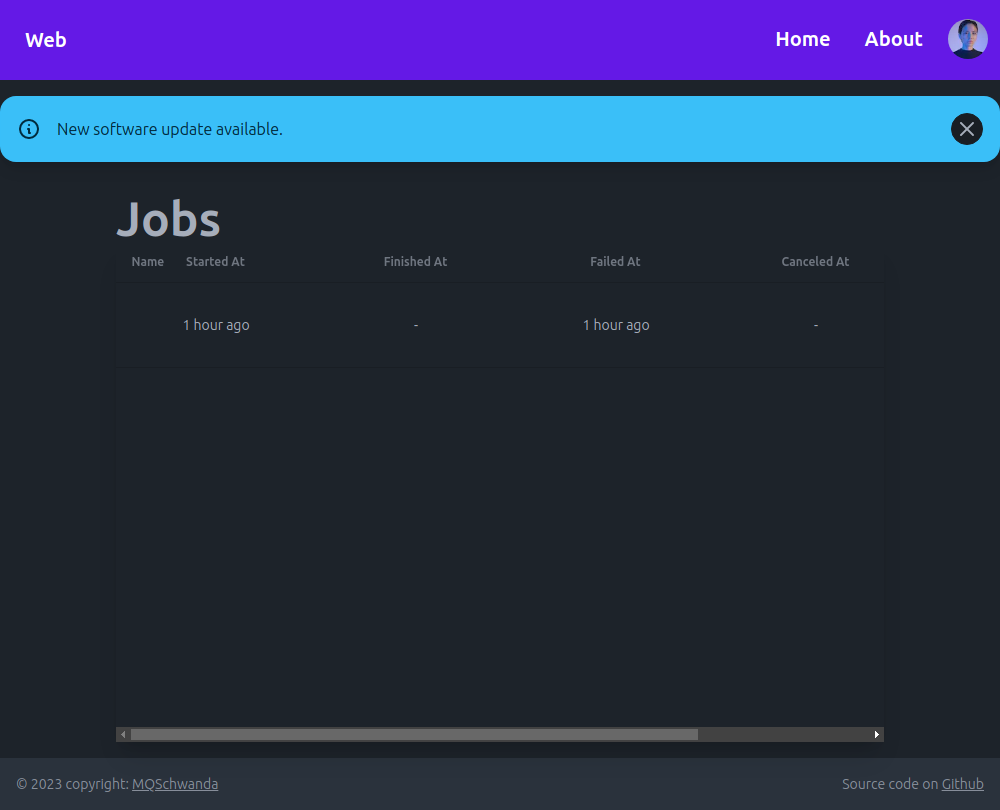 Web
Home
About
New software update available.
Jobs
Name Started At Finished At Failed At Canceled At
1 hour ago - 1 hour ago -
© 2023 copyright: MQSchwanda
Source code on Github